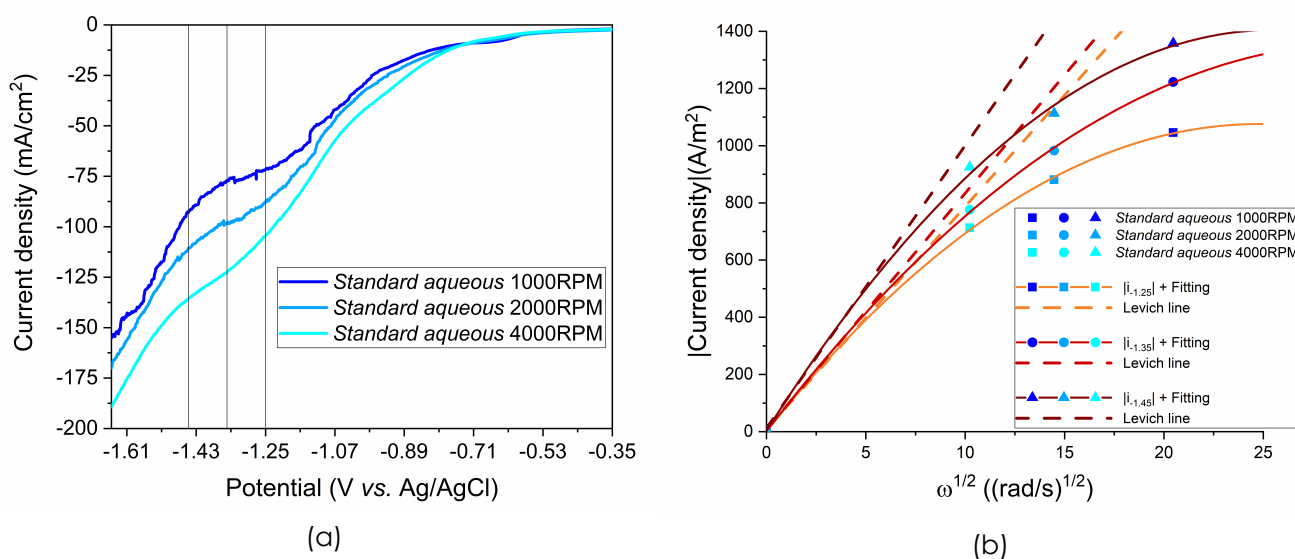 0
-25
-50
-75
-100
-125
-150
-175
-200
Current density (mA/cm²)
Standard aqueous 1000RPM
Standard aqueous 2000RPM
Standard aqueous 4000RPM
-1.61 -1.43 -1.25 -1.07 -0.89 -0.71 -0.53 -0.35
Potential (V vs. Ag/AgCl)
(a)
1400
1200
1000
800
600
400
200
0
|Current density|(A/m²)
Standard aqueous 1000RPM
Standard aqueous 2000RPM
Standard aqueous 4000RPM
|i-1.25| + Fitting
Levich line
|i-1.35| + Fitting
Levich line
|i-1.45| + Fitting
Levich line
0 5 10 15 20 25
ω1/2 ((rad/s)1/2)
(b)